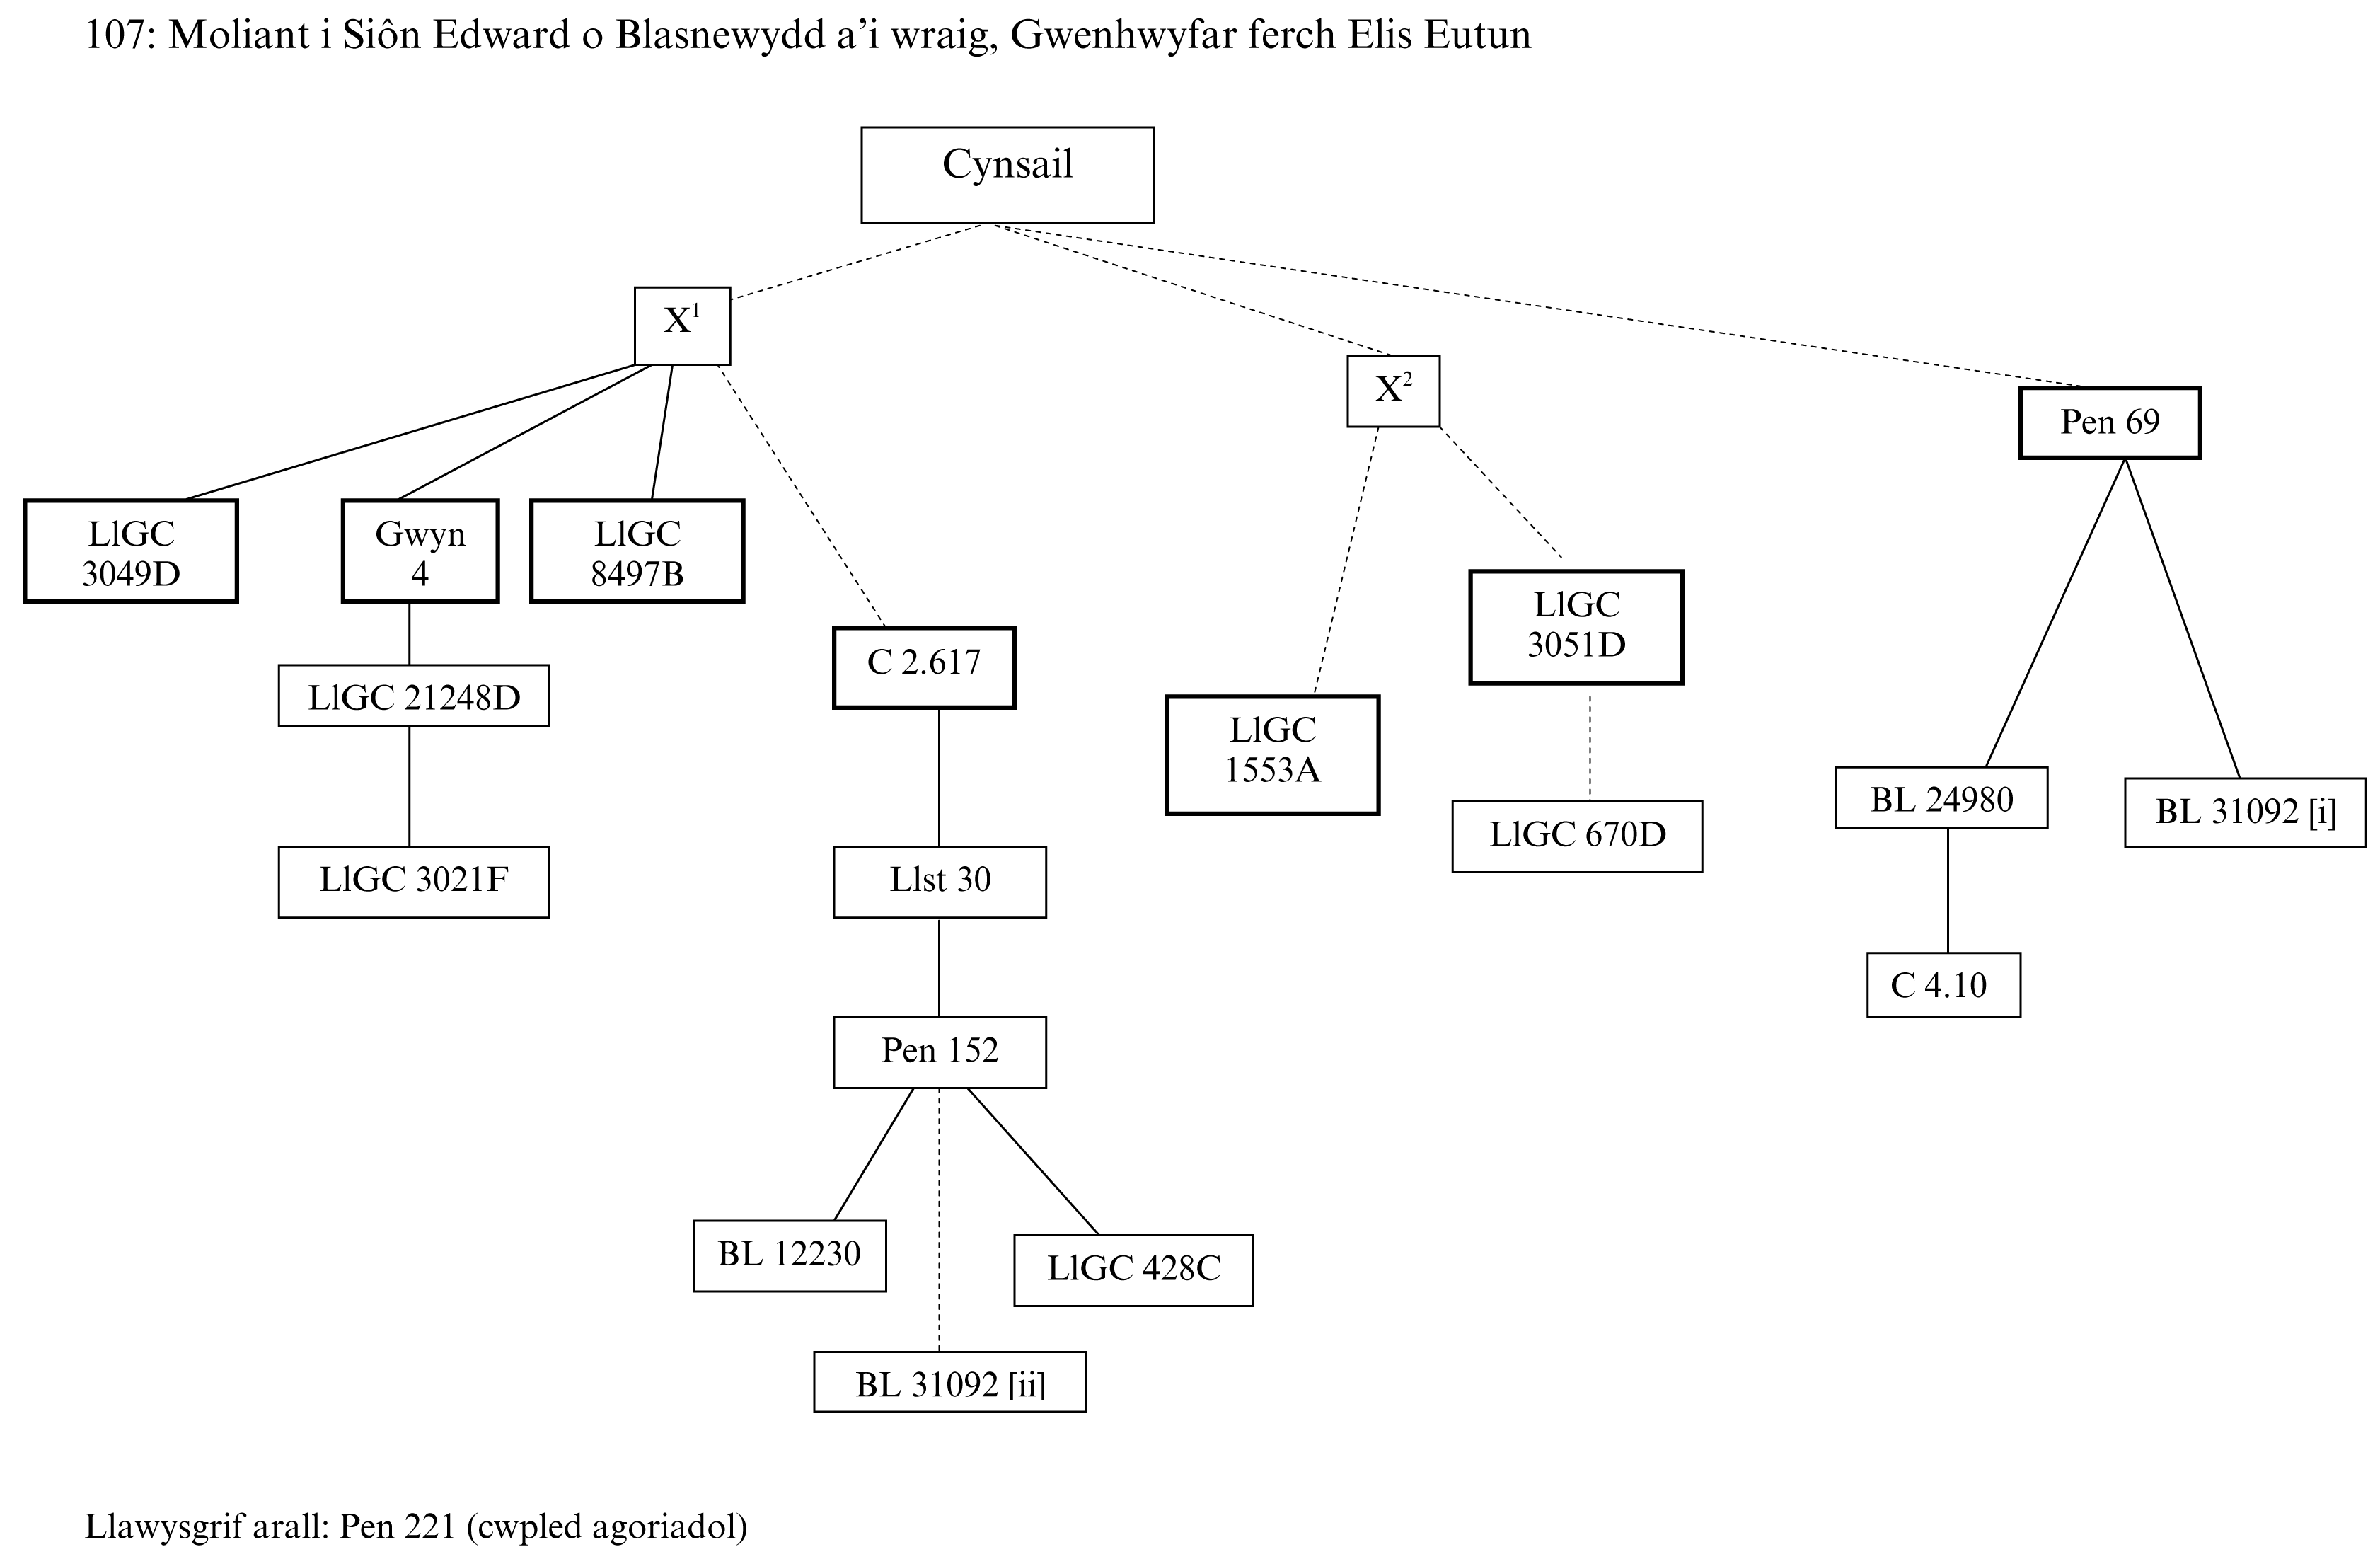 107: Moliant i Siôn Edward o Blasnewydd a’i wraig, Gwenhwyfar ferch Elis Eutun
Cynsail
X¹
X²
Pen 69
LlGC
3049D
Gwyn
4
LlGC
8497B
LlGC
3051D
C 2.617
LlGC 21248D
LlGC
1553A
BL 24980
BL 31092 [i]
LlGC 670D
LlGC 3021F
Llst 30
C 4.10
Pen 152
BL 12230
LlGC 428C
BL 31092 [ii]
Llawysgrif arall: Pen 221 (cwpled agoriadol)